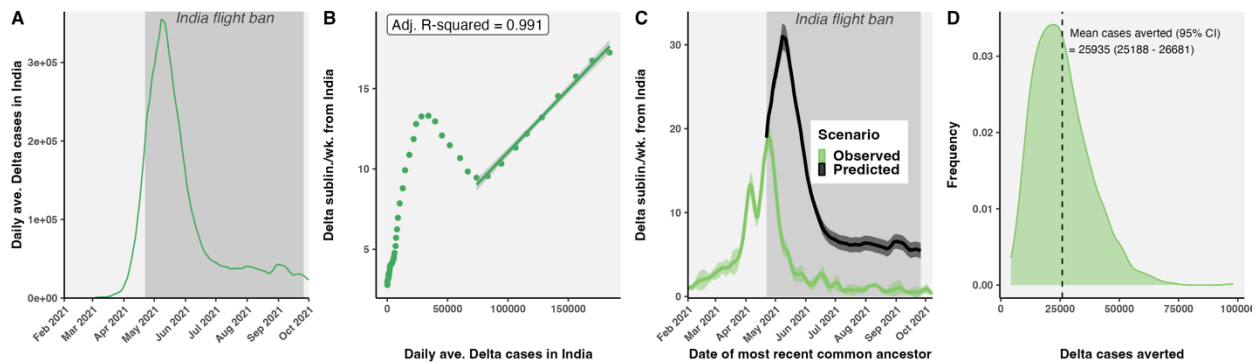 A
India flight ban
Daily ave. Delta cases in India
3e+05
2e+05
1e+05
0e+00
Feb 2021
Mar 2021
Apr 2021
May 2021
Jun 2021
Jul 2021
Aug 2021
Sep 2021
Oct 2021
B
Adj. R-squared = 0.991
Delta sublin./wk. from India
15
10
5
0
50000
100000
150000
Daily ave. Delta cases in India
C
India flight ban
Delta sublin./wk. from India
30
20
10
0
Scenario
Observed
Predicted
Feb 2021
Mar 2021
Apr 2021
May 2021
Jun 2021
Jul 2021
Aug 2021
Sep 2021
Oct 2021
Date of most recent common ancestor
D
Mean cases averted (95% CI)
= 25935 (25188 - 26681)
Frequency
0.03
0.02
0.01
0.00
0
25000
50000
75000
100000
Delta cases averted